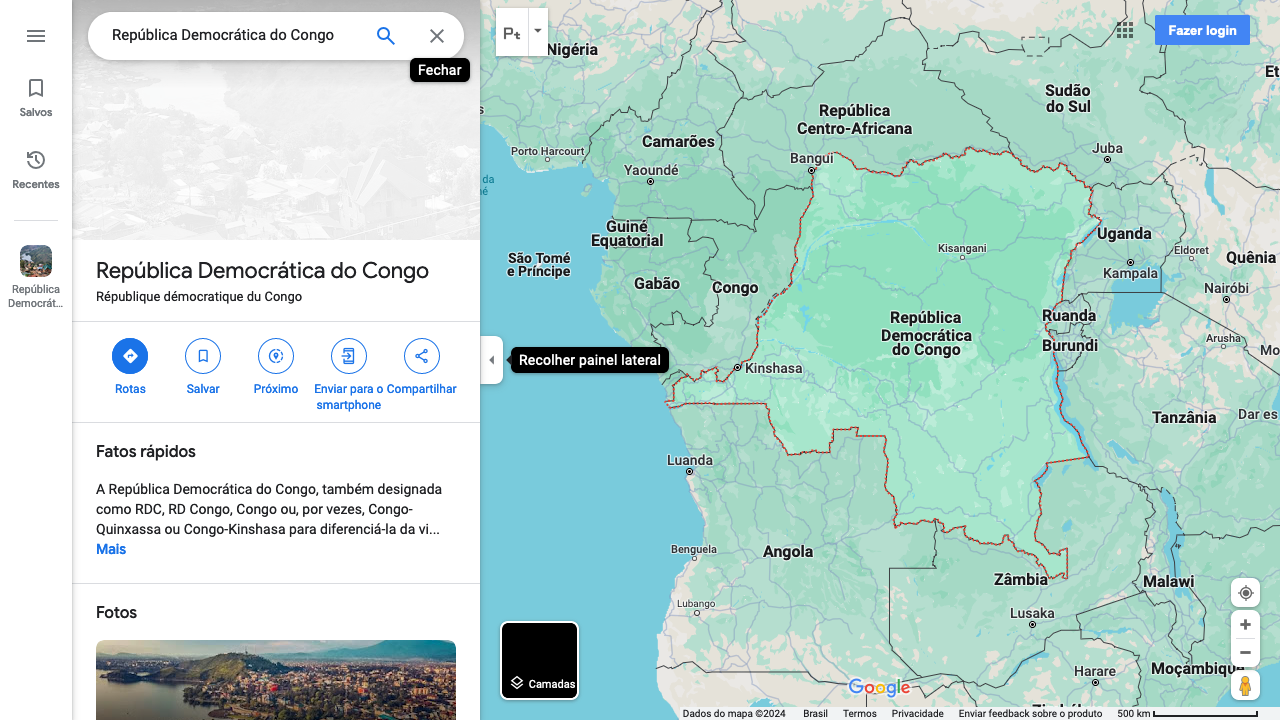 República Democrática do Congo
Fechar
Salvos
Recentes
República
Democrát...
República Democrática do Congo
République démocratique du Congo
Rotas
Salvar
Próximo
Enviar para o
smartphone
Compartilhar
Fatos rápidos
A República Democrática do Congo, também designada
como RDC, RD Congo, Congo ou, por vezes, Congo-
Quinxassa ou Congo-Kinshasa para diferenciá-la da vi...
Mais
Fotos
Recolher painel lateral
Camadas
Fazer login
Nigéria
Porto Harcourt
Camarões
Yaoundé
República
Centro-Africana
Bangui
Sudão
do Sul
Juba
Et
da
Guiné
Equatorial
São Tomé
e Príncipe
Gabão
Congo
Kisangani
Uganda
Kampala
Eldoret
Quênia
Nairóbi
República
Democrática
do Congo
Ruanda
Burundi
Arusha
Mo
Kinshasa
Tanzânia
Dar es
Luanda
Benguela
Angola
Lubango
Zâmbia
Lusaka
Malawi
Harare
Moçambique
Google
Dados do mapa ©2024
Brasil
Termos
Privacidade
Enviar feedback sobre o produto
500 km